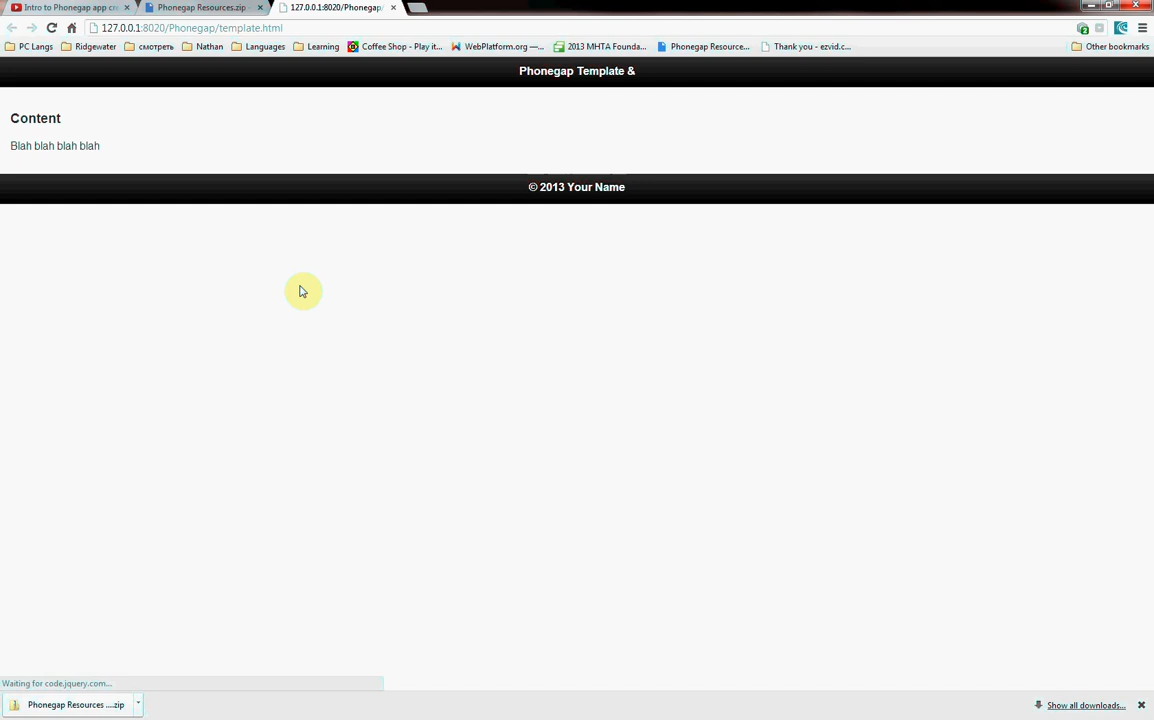 Intro to Phonegap app cre
Phonegap Resources.zip -
127.0.0.1:8020/Phonegap/
127.0.0.1:8020/Phonegap/template.html
2
PC Langs
Ridgewater
смотреть
Nathan
Languages
Learning
Coffee Shop - Play it...
WebPlatform.org —...
2013 MHTA Founda...
Phonegap Resource...
Thank you - ezvid.c...
Other bookmarks
Phonegap Template &
Content
Blah blah blah blah
© 2013 Your Name
Waiting for code.jquery.com...
Phonegap Resources ....zip
Show all downloads...